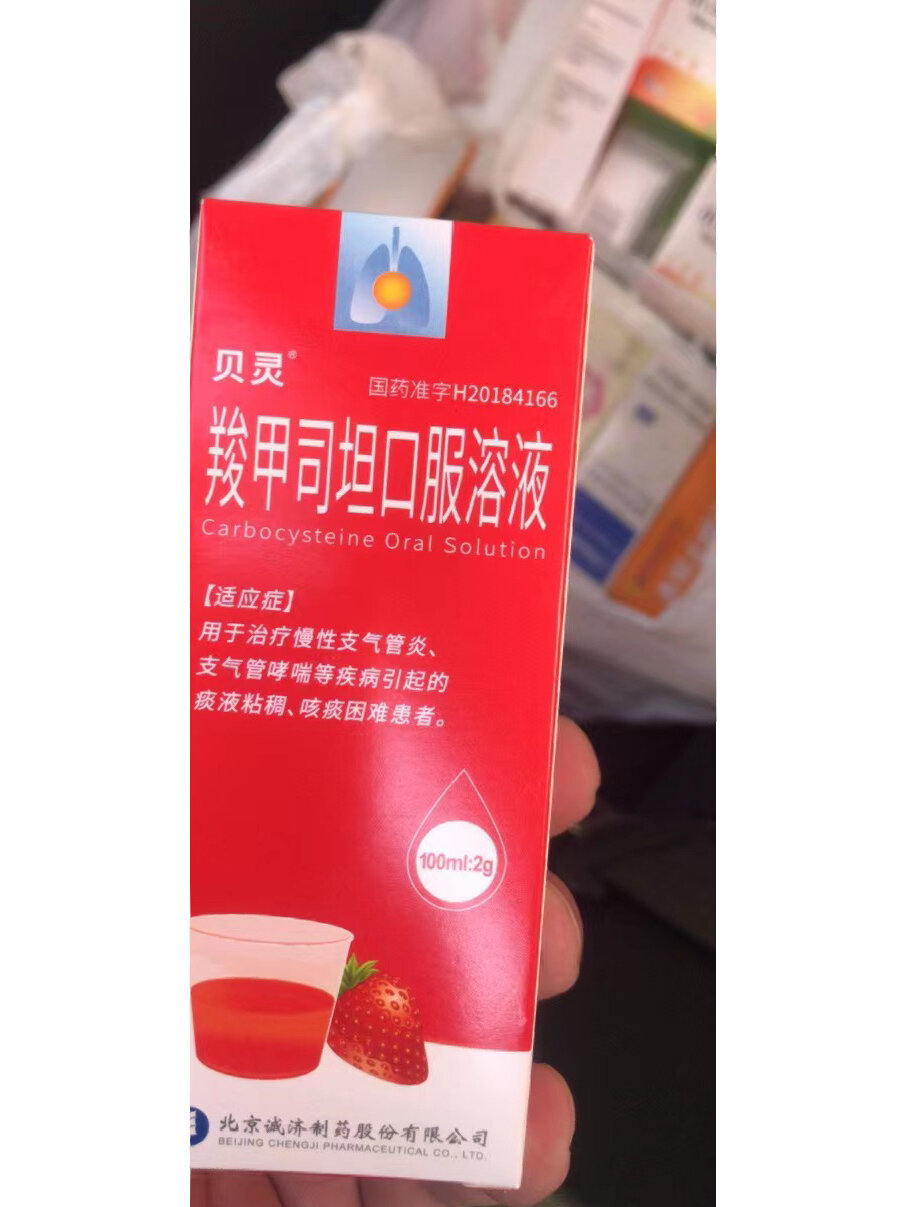 贝灵®
国药准字H20184166
羧甲司坦口服溶液
Carbocysteine Oral Solution
【适应症】
用于治疗慢性支气管炎、
支气管哮喘等疾病引起的
痰液粘稠、咳痰困难患者。
100ml:2g
北京诚济制药股份有限公司
BEIJING CHENGJI PHARMACEUTICAL CO., LTD.